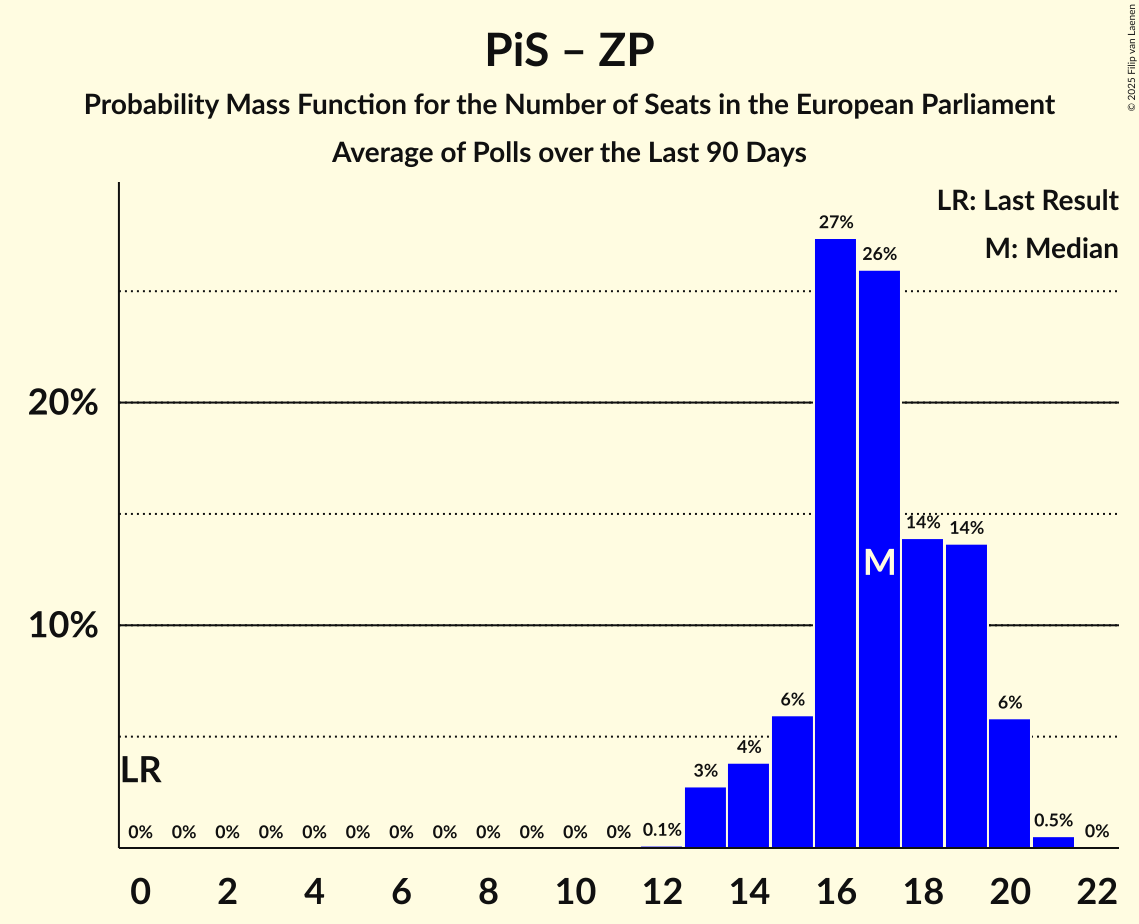 PiS – ZP
Probability Mass Function for the Number of Seats in the European Parliament
Average of Polls over the Last 90 Days
© 2025 Filip van Laenen
LR: Last Result
M: Median
27%
26%
20%
14% 14%
M
10%
6% 6%
4%
3%
LR
0% 0% 0% 0% 0% 0% 0% 0% 0% 0% 0% 0% 0.1% 0.5% 0%
0 2 4 6 8 10 12 14 16 18 20 22